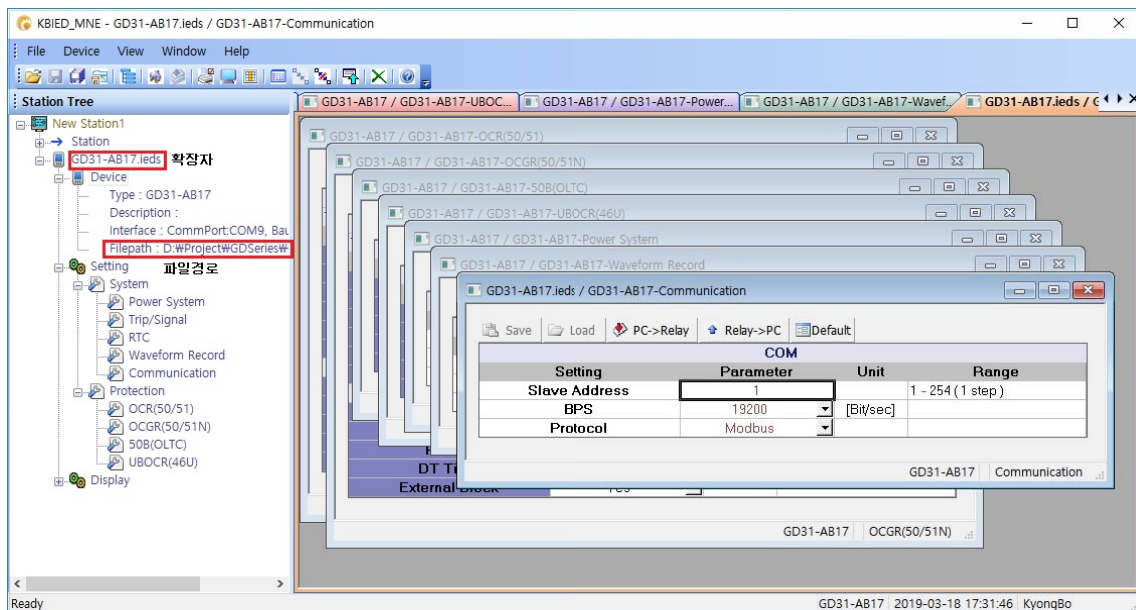 KBIED_MNE - GD31-AB17.ieds / GD31-AB17-Communication
File Device View Window Help
Station Tree
New Station1
Station
GD31-AB17.ieds 확장자
Device
Type : GD31-AB17
Description :
Interface : CommPort:COM9, Bau
Filepath : D:₩Project₩GDSeries₩
Setting 파일경로
System
Power System
Trip/Signal
RTC
Waveform Record
Communication
Protection
OCR(50/51)
OCGR(50/51N)
50B(OLTC)
UBOCR(46U)
Display
GD31-AB17 / GD31-AB17-UBOC... GD31-AB17 / GD31-AB17-Power... GD31-AB17 / GD31-AB17-Wavef... GD31-AB17.ieds /
GD31-AB17 / GD31-AB17-OCR(50/51)
GD31-AB17 / GD31-AB17-OCGR(50/51N)
GD31-AB17 / GD31-AB17-50B(OLTC)
GD31-AB17 / GD31-AB17-UBOCR(46U)
GD31-AB17 / GD31-AB17-Power System
GD31-AB17 / GD31-AB17-Waveform Record
GD31-AB17.ieds / GD31-AB17-Communication
Save Load PC->Relay Relay->PC Default
COM
Setting Parameter Unit Range
Slave Address 1 1 - 254 ( 1 step )
BPS 19200 [Bit/sec]
Protocol Modbus
GD31-AB17 Communication
DT Ti
External Block Yes
GD31-AB17 OCGR(50/51N)
Ready GD31-AB17 2019-03-18 17:31:46 KyongBo